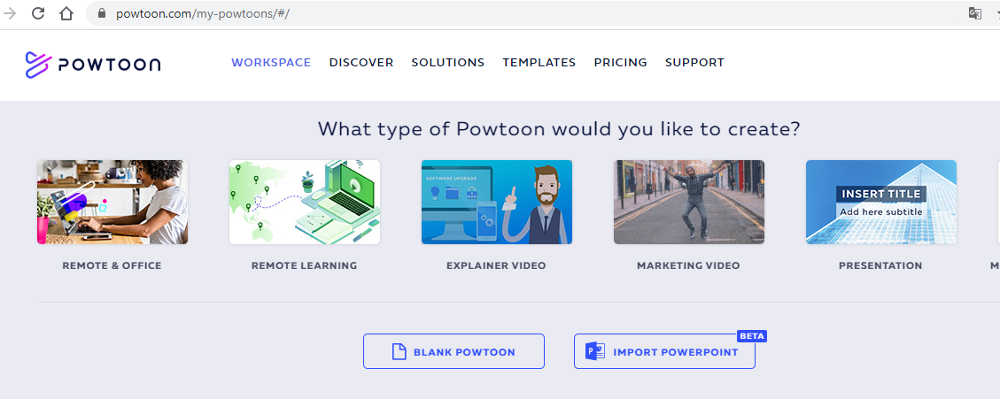 powtoon.com/my-powtoons/#/
POWTOON
WORKSPACE DISCOVER SOLUTIONS TEMPLATES PRICING SUPPORT
What type of Powtoon would you like to create?
SOFTWARE UPGRADE
INSERT TITLE
Add here subtitle
REMOTE & OFFICE REMOTE LEARNING EXPLAINER VIDEO MARKETING VIDEO PRESENTATION M
BLANK POWTOON
IMPORT POWERPOINT BETA